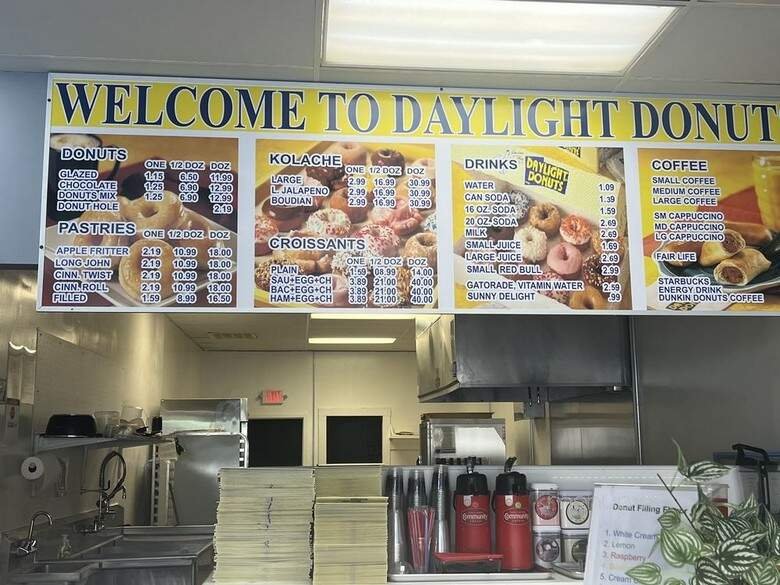 WELCOME TO DAYLIGHT DONUT
DONUTS ONE 1/2 DOZ DOZ
GLAZED 1.15 6.50 11.99
CHOCOLATE 1.25 6.90 12.99
DONUTS MIX 1.25 6.90 12.99
DONUT HOLE 2.19
PASTRIES ONE 1/2 DOZ DOZ
APPLE FRITTER 2.19 10.99 18.00
LONG JOHN 2.19 10.99 18.00
CINN. TWIST 2.19 10.99 18.00
CINN. ROLL 2.19 10.99 18.00
FILLED 1.59 8.99 16.50
KOLACHE ONE 1/2 DOZ DOZ
LARGE 2.99 16.99 30.99
L JALAPENO 2.99 16.99 30.99
BOUDIAN 2.99 16.99 30.99
CROISSANTS ONE 1/2 DOZ DOZ
PLAIN 1.59 08.99 14.00
SAU+EGG+CH 3.89 21.00 40.00
BAC+EGG+CH 3.89 21.00 40.00
HAM+EGG+CH 3.89 21:00 40.00
DRINKS
DAYLIGHT
DONUTS
WATER 1.09
CAN SODA 1.39
16 OZ. SODA 1.59
20 OZ. SODA 2.69
MILK 2.69
SMALL JUICE 1.69
LARGE JUICE 2.69
SMALL RED BULL 2.99
GATORADE, VITAMIN WATER 2.59
SUNNY DELIGHT .99
COFFEE
SMALL COFFEE
MEDIUM COFFEE
LARGE COFFEE
SM CAPPUCCINO
MD CAPPUCCINO
LG CAPPUCCINO
FAIR LIFE
STARBUCKS
ENERGY DRINK
DUNKIN DONUTS COFFEE
Community
Community
Donut Filling
1. White Cream
2. Lemon
3. Raspberry
5. Cream